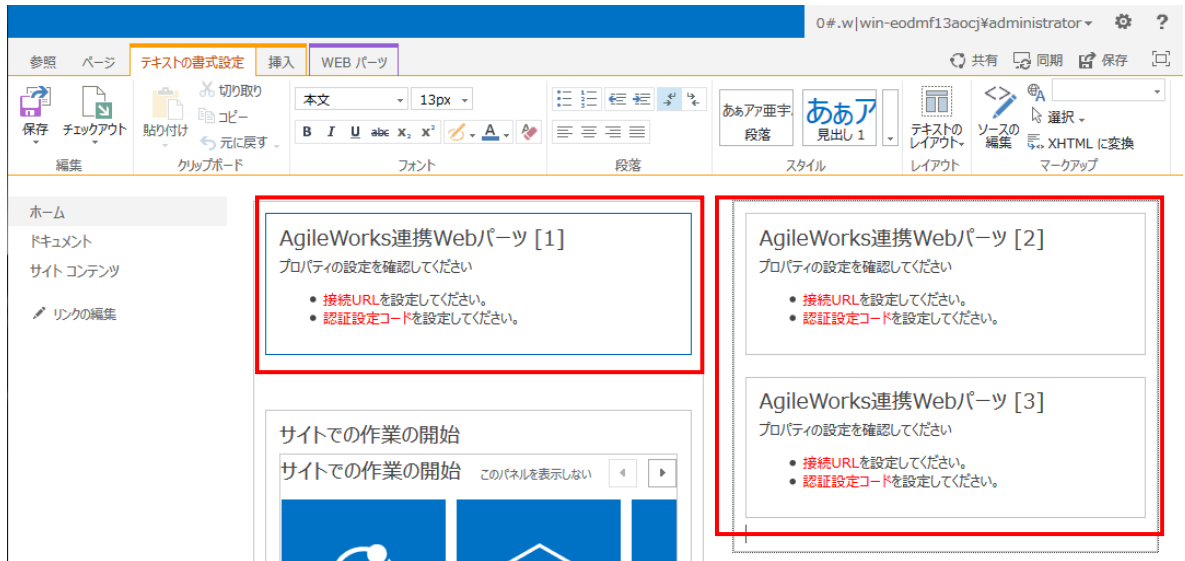 0#.w|win-eodmf13aocj¥administrator
?
参照 ページ テキストの書式設定 挿入 WEB パーツ
共有 同期 保存
保存 チェックアウト
編集
貼り付け
切り取り
コピー
元に戻す
クリップボード
本文 13px
B I U abc X₂ X²
A
フォント
段落
あぁアァ亜宇.
段落
あぁア
見出し 1
スタイル
テキストの
レイアウト
レイアウト
ソースの
編集
選択
XHTML に変換
マークアップ
ホーム
ドキュメント
サイト コンテンツ
リンクの編集
AgileWorks連携Webパーツ [1]
プロパティの設定を確認してください
• 接続URLを設定してください。
• 認証設定コードを設定してください。
サイトでの作業の開始
サイトでの作業の開始 このパネルを表示しない
AgileWorks連携Webパーツ [2]
プロパティの設定を確認してください
• 接続URLを設定してください。
• 認証設定コードを設定してください。
AgileWorks連携Webパーツ [3]
プロパティの設定を確認してください
• 接続URLを設定してください。
• 認証設定コードを設定してください。